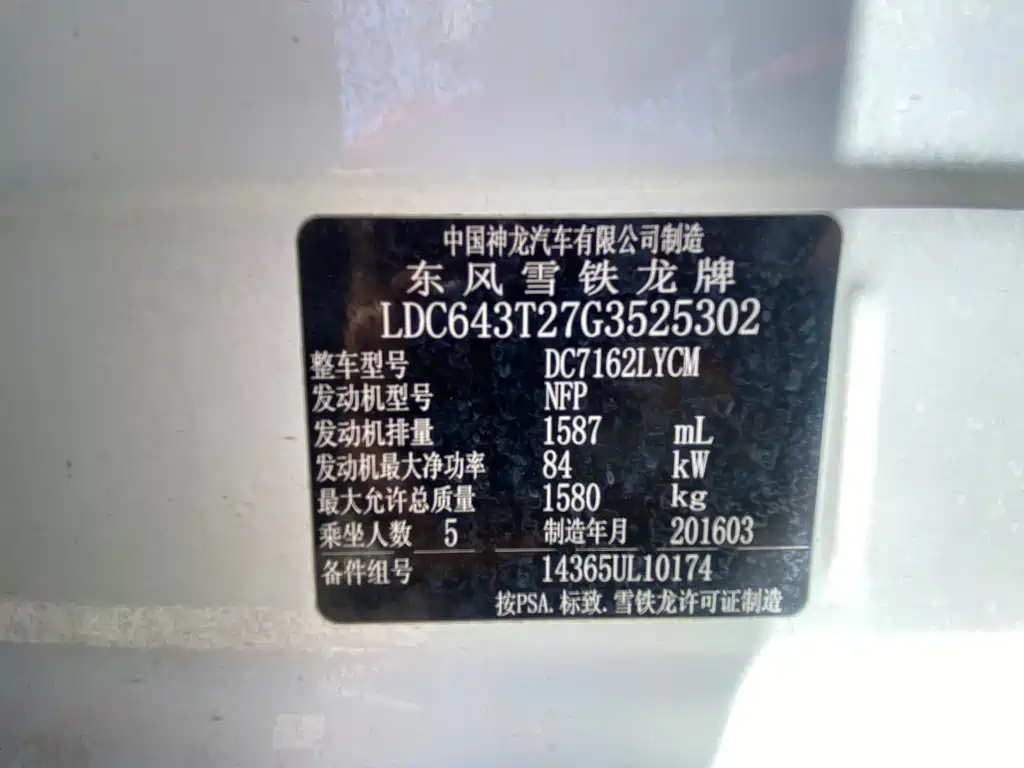 中国神龙汽车有限公司制造
东风雪铁龙牌
LDC643T27G3525302
整车型号 DC7162LYCM
发动机型号 NFP
发动机排量 1587 mL
发动机最大净功率 84 kW
最大允许总质量 1580 kg
乘坐人数 5 制造年月 201603
备件组号 14365UL10174
按PSA.标致.雪铁龙许可证制造